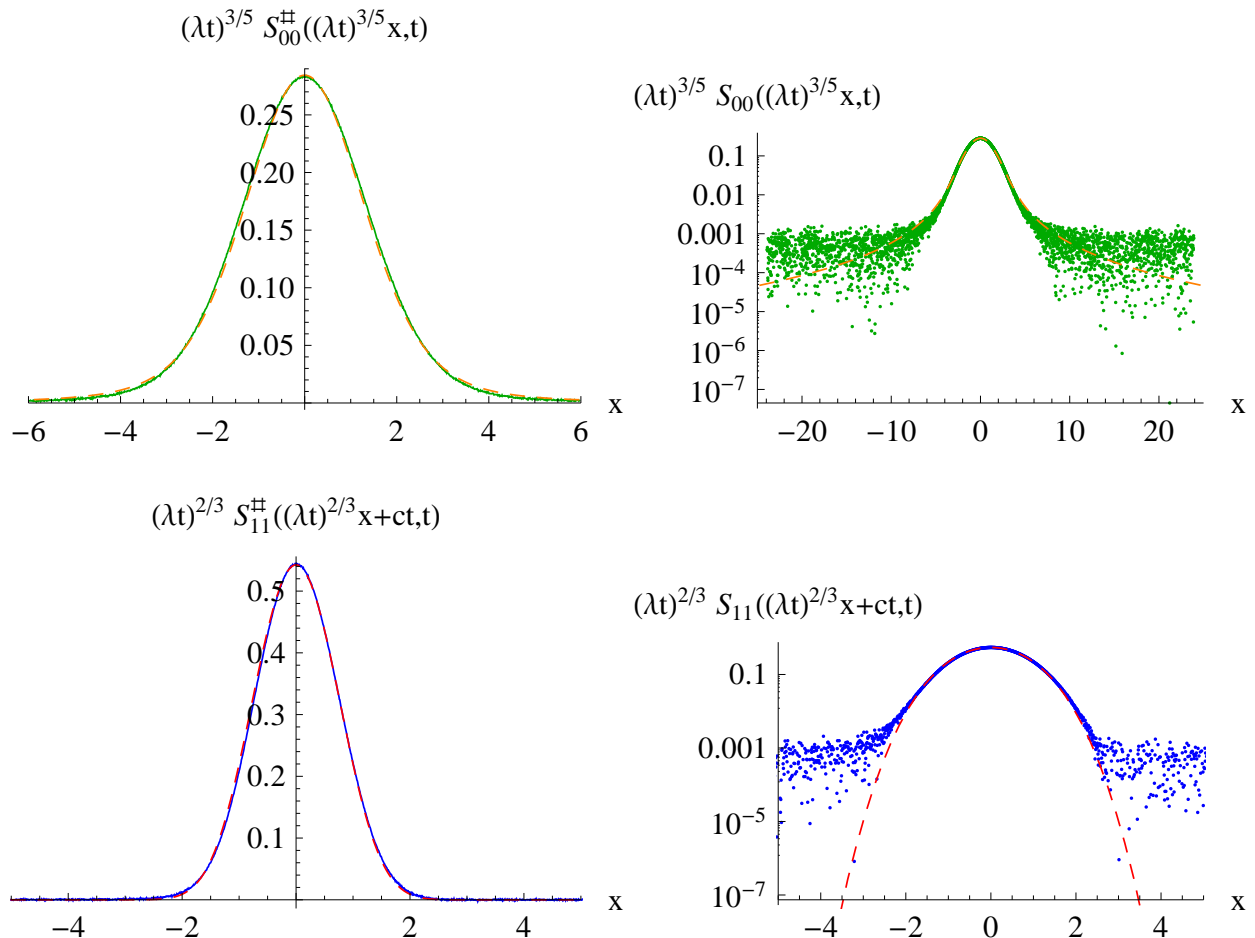 (λt)^{3/5} S^{⌗}_{00}((λt)^{3/5}x,t)
0.25
0.20
0.15
0.10
0.05
−6 −4 −2 2 4 6 x
(λt)^{3/5} S_{00}((λt)^{3/5}x,t)
0.1
0.01
0.001
10^{−4}
10^{−5}
10^{−6}
10^{−7}
−20 −10 0 10 20 x
(λt)^{2/3} S^{⌗}_{11}((λt)^{2/3}x+ct,t)
0.5
0.4
0.3
0.2
0.1
−4 −2 2 4 x
(λt)^{2/3} S_{11}((λt)^{2/3}x+ct,t)
0.1
0.001
10^{−5}
10^{−7}
−4 −2 0 2 4 x